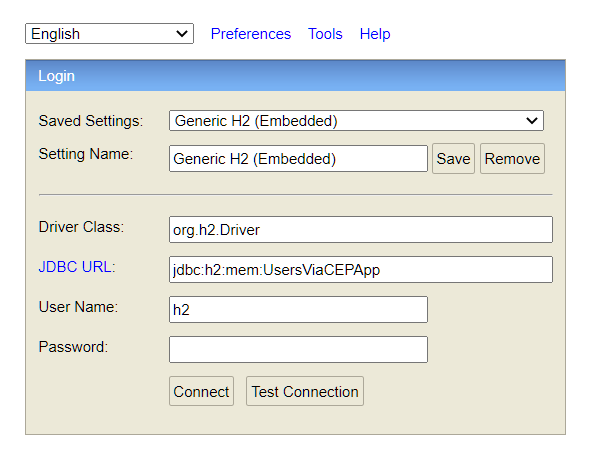 English Preferences Tools Help
Login
Saved Settings: Generic H2 (Embedded)
Setting Name: Generic H2 (Embedded) Save Remove
Driver Class: org.h2.Driver
JDBC URL: jdbc:h2:mem:UsersViaCEPApp
User Name: h2
Password:
Connect Test Connection